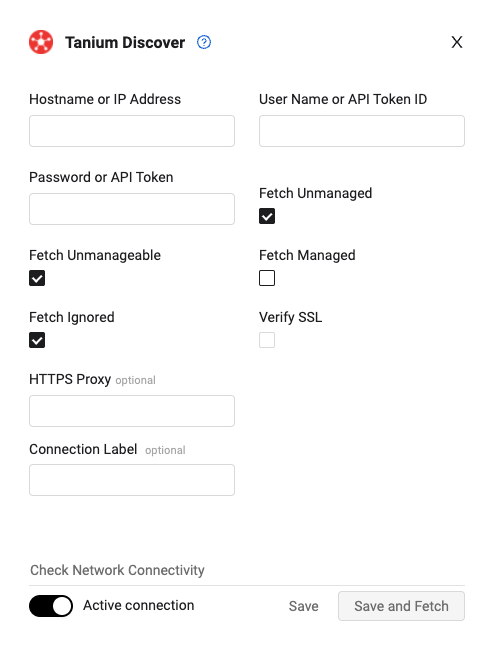 Tanium Discover ?
X
Hostname or IP Address
User Name or API Token ID
Password or API Token
Fetch Unmanaged
Fetch Unmanageable
Fetch Managed
Fetch Ignored
Verify SSL
HTTPS Proxy optional
Connection Label optional
Check Network Connectivity
Active connection
Save
Save and Fetch